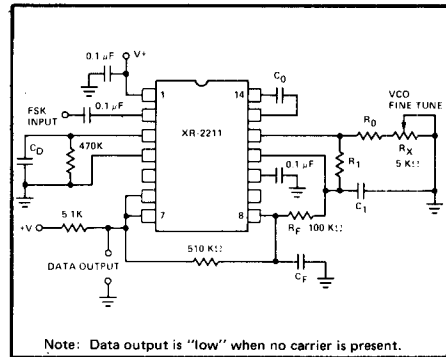 V+
0.1 μF
1
14
C0
VCO
FINE TUNE
FSK
INPUT
0.1 μF
R0
RX
XR-2211
5 KΩ
CD
470K
R1
0.1 μF
C1
5.1K
+V
7
8
RF
100 KΩ
DATA OUTPUT
510 KΩ
CF
Note: Data output is "low" when no carrier is present.